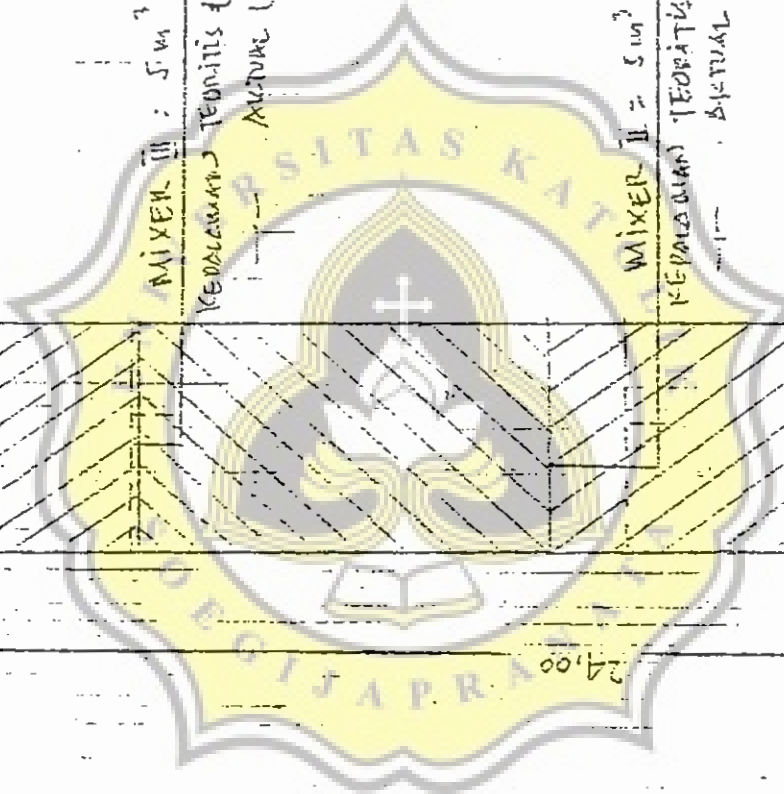 MIXER III : 5 m³
KEDALAMAN TEORITIS
AKTUAL
MIXER II = 5 m³
KEDALAMAN TEORITIS
AKTUAL
24,00
UNIVERSITAS KATOLIK
SOEGIJAPRANATA